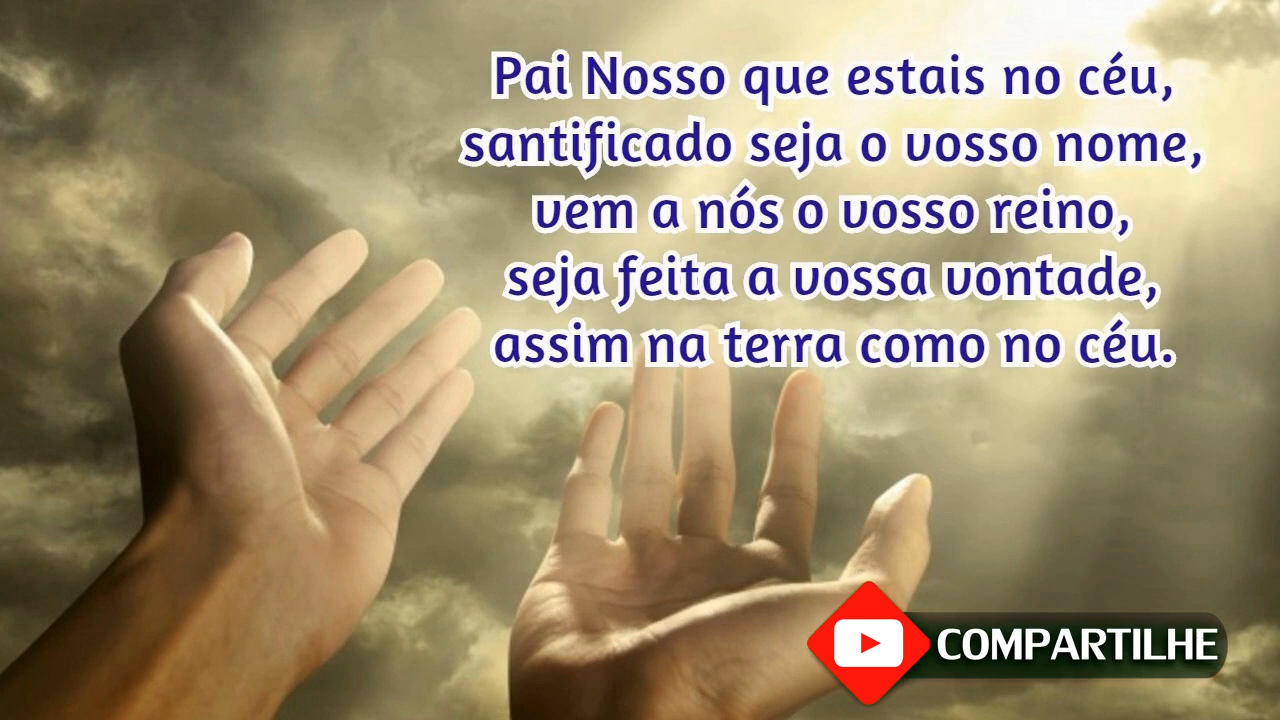 Pai Nosso que estais no céu,
santificado seja o vosso nome,
vem a nós o vosso reino,
seja feita a vossa vontade,
assim na terra como no céu.
COMPARTILHE